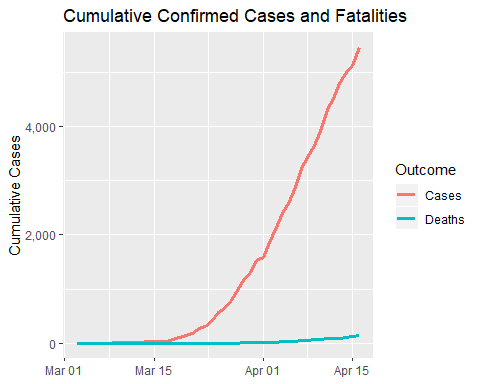 Cumulative Confirmed Cases and Fatalities
Cumulative Cases
4,000
2,000
0
Mar 01
Mar 15
Apr 01
Apr 15
Outcome
Cases
Deaths